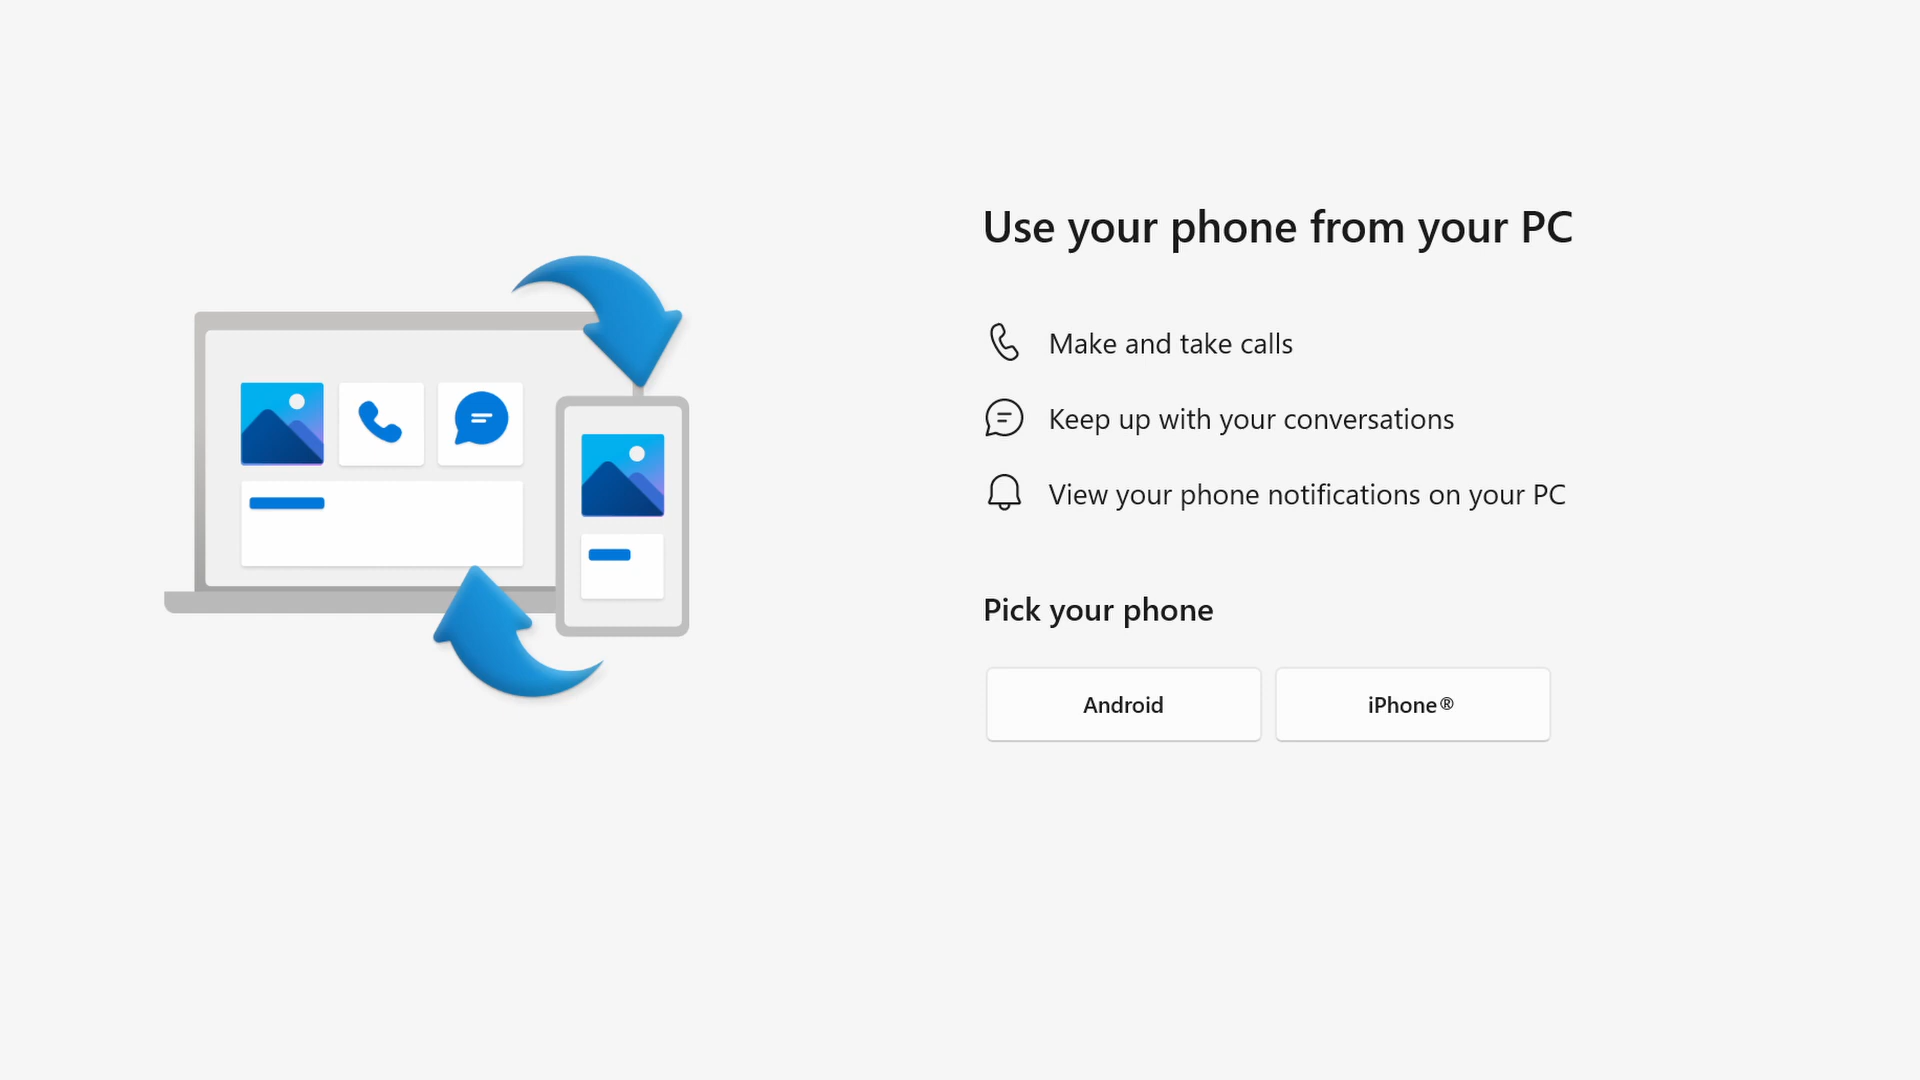 Use your phone from your PC
Make and take calls
Keep up with your conversations
View your phone notifications on your PC
Pick your phone
Android
iPhone®